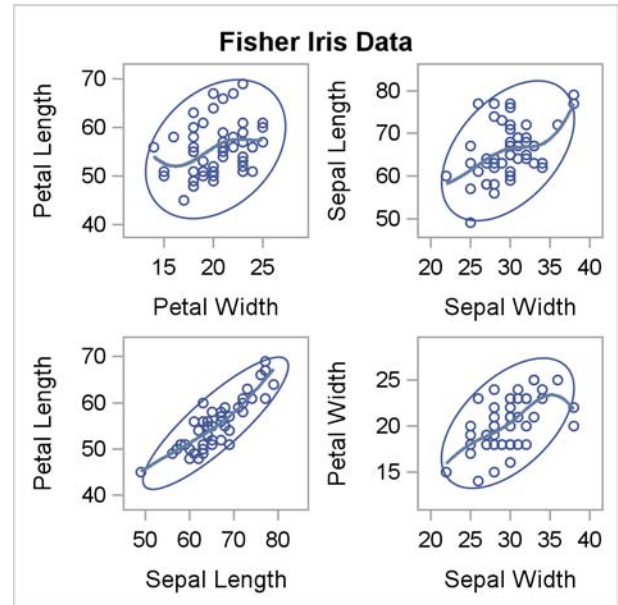 Fisher Iris Data
Petal Length
70
60
50
40
15 20 25
Petal Width
Sepal Length
80
70
60
50
20 25 30 35 40
Sepal Width
Petal Length
70
60
50
40
50 60 70 80
Sepal Length
Petal Width
25
20
15
20 25 30 35 40
Sepal Width